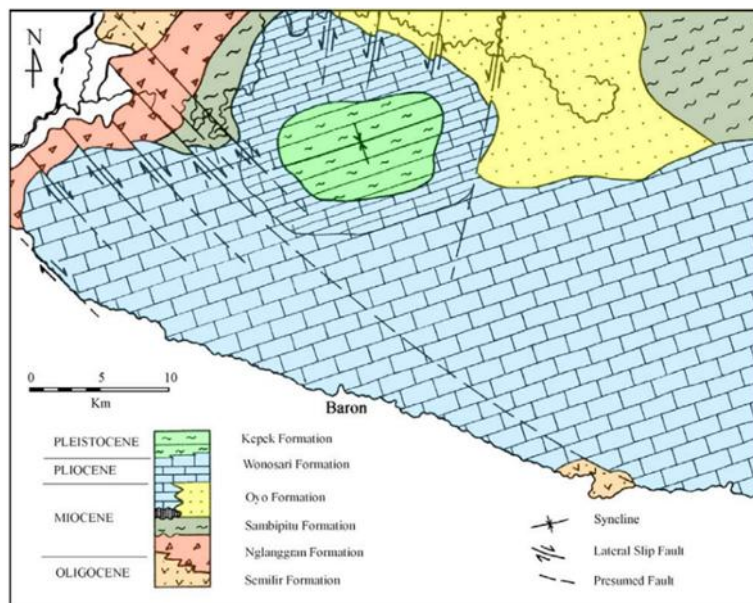 N
0 5 10
Km
Baron
PLEISTOCENE
PLIOCENE
MIOCENE
OLIGOCENE
Kepek Formation
Wonosari Formation
Oyo Formation
Sambipitu Formation
Nglanggran Formation
Semilir Formation
Syncline
Lateral Slip Fault
Presumed Fault